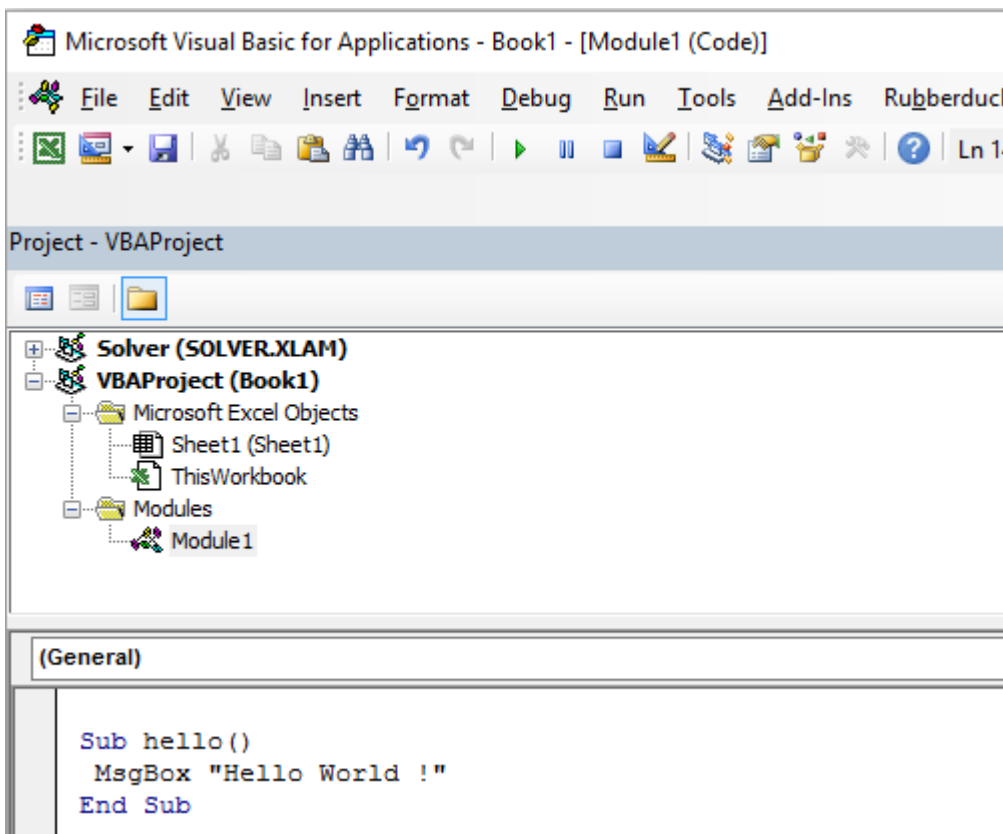 Microsoft Visual Basic for Applications - Book1 - [Module1 (Code)]
File Edit View Insert Format Debug Run Tools Add-Ins Rubberduc
Ln 1
Project - VBAProject
Solver (SOLVER.XLAM)
VBAProject (Book1)
Microsoft Excel Objects
Sheet1 (Sheet1)
ThisWorkbook
Modules
Module1
(General)
Sub hello()
MsgBox "Hello World !"
End Sub